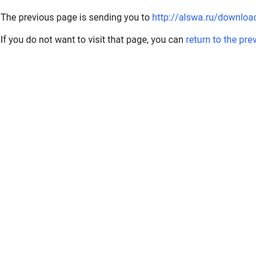 The previous page is sending you to http://alswa.ru/download
If you do not want to visit that page, you can return to the prev